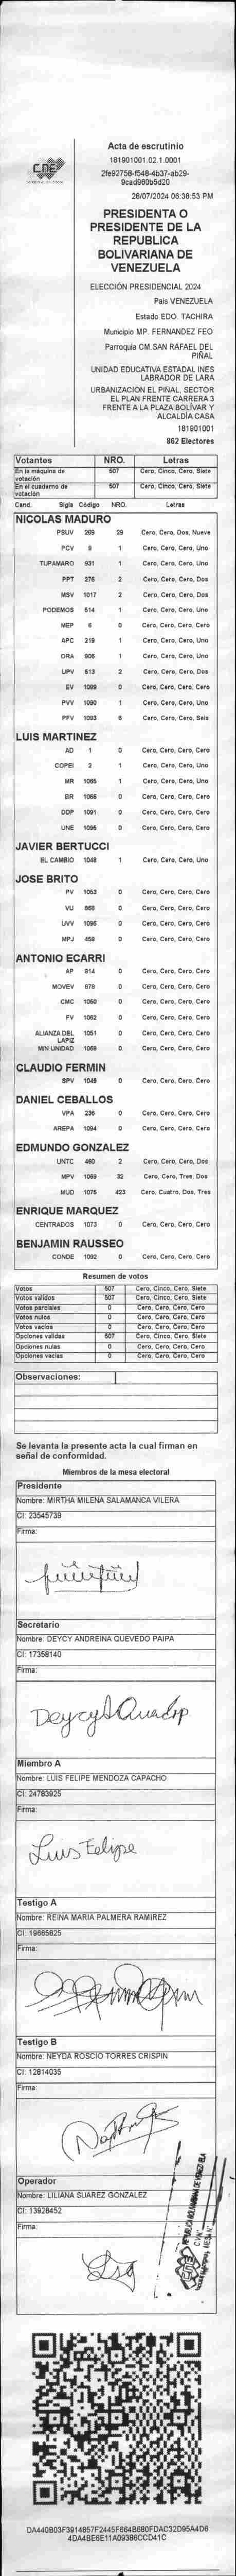 CNE
Acta de escrutinio
181901001.02.1.0001
2fe92758-f548-4b37-ab29-
9cad960b5d20
28/07/2024 06:38:53 PM
PRESIDENTA O
PRESIDENTE DE LA
REPUBLICA
BOLIVARIANA DE
VENEZUELA
ELECCIÓN PRESIDENCIAL 2024
Pais VENEZUELA
Estado EDO. TACHIRA
Municipio MP. FERNANDEZ FEO
Parroquia CM.SAN RAFAEL DEL
PIÑAL
UNIDAD EDUCATIVA ESTADAL INES
LABRADOR DE LARA
URBANIZACIÓN EL PIÑAL, SECTOR
EL PLAN FRENTE CARRERA 3
FRENTE A LA PLAZA BOLÍVAR Y
ALCALDÍA CASA
181901001
862 Electores
Votantes NRO. Letras
En la máquina de votación 507 Cero, Cinco, Cero, Siete
En el cuaderno de votación 507 Cero, Cinco, Cero, Siete
Cand. Sigla Código NRO. Letras
NICOLAS MADURO
PSUV 269 29 Cero, Cero, Dos, Nueve
PCV 8 1 Cero, Cero, Cero, Uno
TUPAMARO 931 1 Cero, Cero, Cero, Uno
PPT 276 2 Cero, Cero, Cero, Dos
MSV 1017 2 Cero, Cero, Cero, Dos
PODEMOS 514 1 Cero, Cero, Cero, Uno
MEP 6 0 Cero, Cero, Cero, Cero
APC 219 1 Cero, Cero, Cero, Uno
ORA 906 1 Cero, Cero, Cero, Uno
UPV 513 2 Cero, Cero, Cero, Dos
EV 1089 0 Cero, Cero, Cero, Cero
PVV 1090 1 Cero, Cero, Cero, Uno
PFV 1093 6 Cero, Cero, Cero, Seis
LUIS MARTINEZ
AD 1 0 Cero, Cero, Cero, Cero
COPEI 2 1 Cero, Cero, Cero, Uno
MR 1065 1 Cero, Cero, Cero, Uno
BR 1066 0 Cero, Cero, Cero, Cero
DDP 1091 0 Cero, Cero, Cero, Cero
UNE 1095 0 Cero, Cero, Cero, Cero
JAVIER BERTUCCI
EL CAMBIO 1048 1 Cero, Cero, Cero, Uno
JOSE BRITO
PV 1053 0 Cero, Cero, Cero, Cero
VU 868 0 Cero, Cero, Cero, Cero
UVV 1096 0 Cero, Cero, Cero, Cero
MPJ 458 0 Cero, Cero, Cero, Cero
ANTONIO ECARRI
AP 814 0 Cero, Cero, Cero, Cero
MOVEV 878 0 Cero, Cero, Cero, Cero
CMC 1050 0 Cero, Cero, Cero, Cero
FV 1062 0 Cero, Cero, Cero, Cero
ALIANZA DEL LAPIZ 1051 0 Cero, Cero, Cero, Cero
MIN UNIDAD 1068 0 Cero, Cero, Cero, Cero
CLAUDIO FERMIN
SPV 1049 0 Cero, Cero, Cero, Cero
DANIEL CEBALLOS
VPA 236 0 Cero, Cero, Cero, Cero
AREPA 1094 0 Cero, Cero, Cero, Cero
EDMUNDO GONZALEZ
UNTC 460 2 Cero, Cero, Cero, Dos
MPV 1069 32 Cero, Cero, Tres, Dos
MUD 1075 423 Cero, Cuatro, Dos, Tres
ENRIQUE MARQUEZ
CENTRADOS 1073 0 Cero, Cero, Cero, Cero
BENJAMIN RAUSSEO
CONDE 1092 0 Cero, Cero, Cero, Cero
Resumen de votos
Votos 507 Cero, Cinco, Cero, Siete
Votos validos 507 Cero, Cinco, Cero, Siete
Votos parciales 0 Cero, Cero, Cero, Cero
Votos nulos 0 Cero, Cero, Cero, Cero
Votos vacios 0 Cero, Cero, Cero, Cero
Opciones validas 507 Cero, Cinco, Cero, Siete
Opciones nulas 0 Cero, Cero, Cero, Cero
Opciones vacias 0 Cero, Cero, Cero, Cero
Observaciones:
Se levanta la presente acta la cual firman en
señal de conformidad.
Miembros de la mesa electoral
Presidente
Nombre: MIRTHA MILENA SALAMANCA VILERA
CI: 23545739
Firma:
Secretario
Nombre: DEYCY ANDREINA QUEVEDO PAIPA
CI: 17358140
Firma:
Miembro A
Nombre: LUIS FELIPE MENDOZA CAPACHO
CI: 24783925
Firma:
Luis Felipe
Testigo A
Nombre: REINA MARIA PALMERA RAMIREZ
CI: 19865825
Firma:
Testigo B
Nombre: NEYDA ROSCIO TORRES CRISPIN
CI: 12814035
Firma:
Operador
Nombre: LILIANA SUAREZ GONZALEZ
CI: 13928452
Firma:
REPUBLICA BOLIVARIANA DE VENEZUELA
CNE
DA440B03F3914857F2445F664B680FDAC32D95A4D6
4DA4BE6E11A09386CCD41C